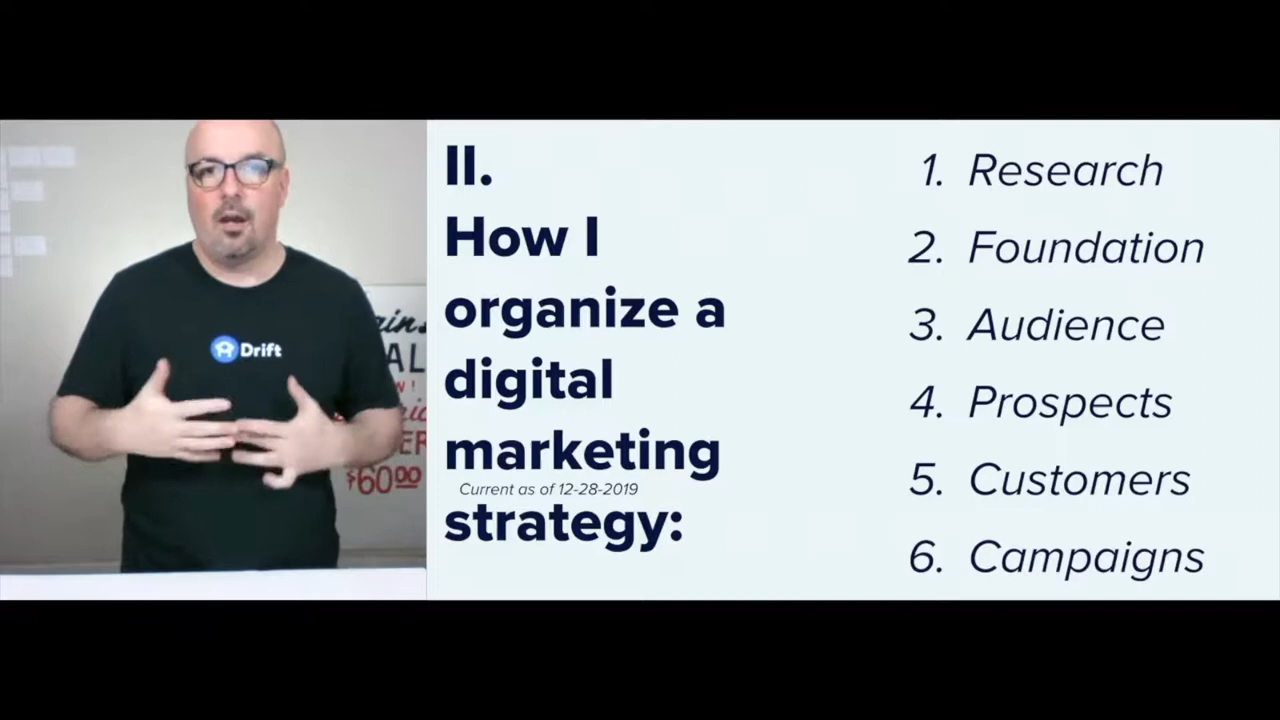 Drift
$60.00
II.
How I
organize a
digital
marketing
Current as of 12-28-2019
strategy:
1. Research
2. Foundation
3. Audience
4. Prospects
5. Customers
6. Campaigns